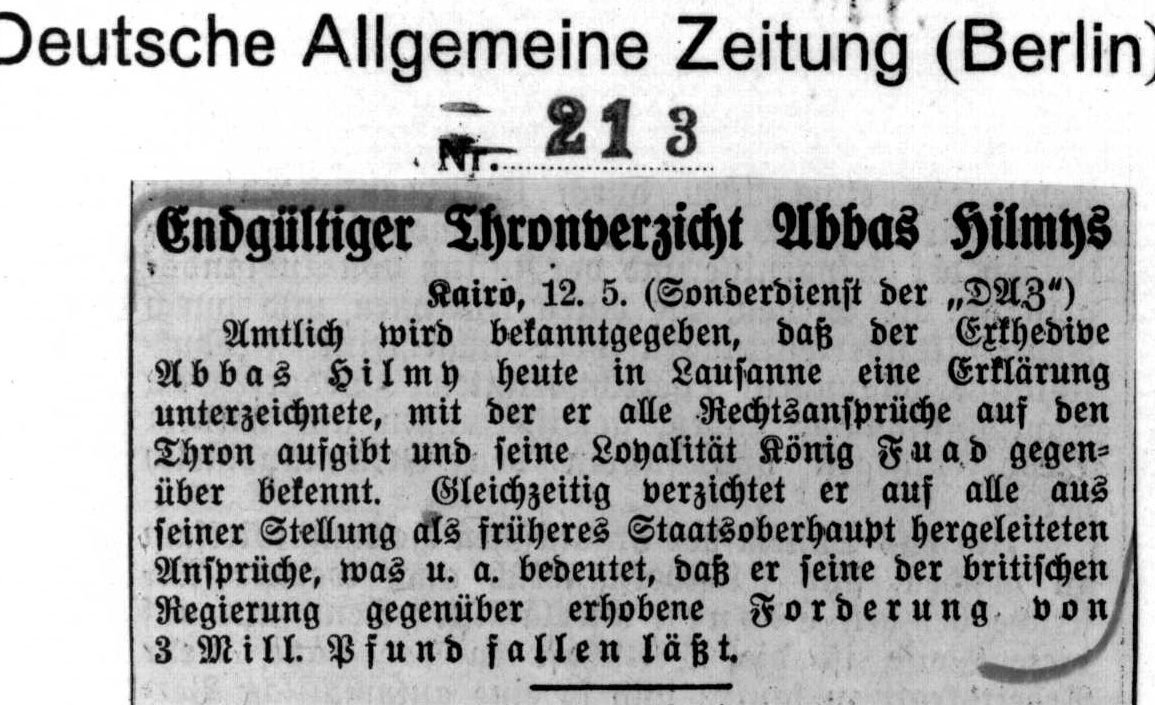 Deutsche Allgemeine Zeitung (Berlin)
Nr. 213
Endgültiger Thronverzicht Abbas Hilmys
Kairo, 12. 5. (Sonderdienst der „DAZ“)
Amtlich wird bekanntgegeben, daß der Exkhedive
Abbas Hilmy heute in Lausanne eine Erklärung
unterzeichnete, mit der er alle Rechtsansprüche auf den
Thron aufgibt und seine Loyalität König Fuad gegen-
über bekennt. Gleichzeitig verzichtet er auf alle aus
seiner Stellung als früheres Staatsoberhaupt hergeleiteten
Ansprüche, was u. a. bedeutet, daß er seine der britischen
Regierung gegenüber erhobene Forderung von
3 Mill. Pfund fallen läßt.